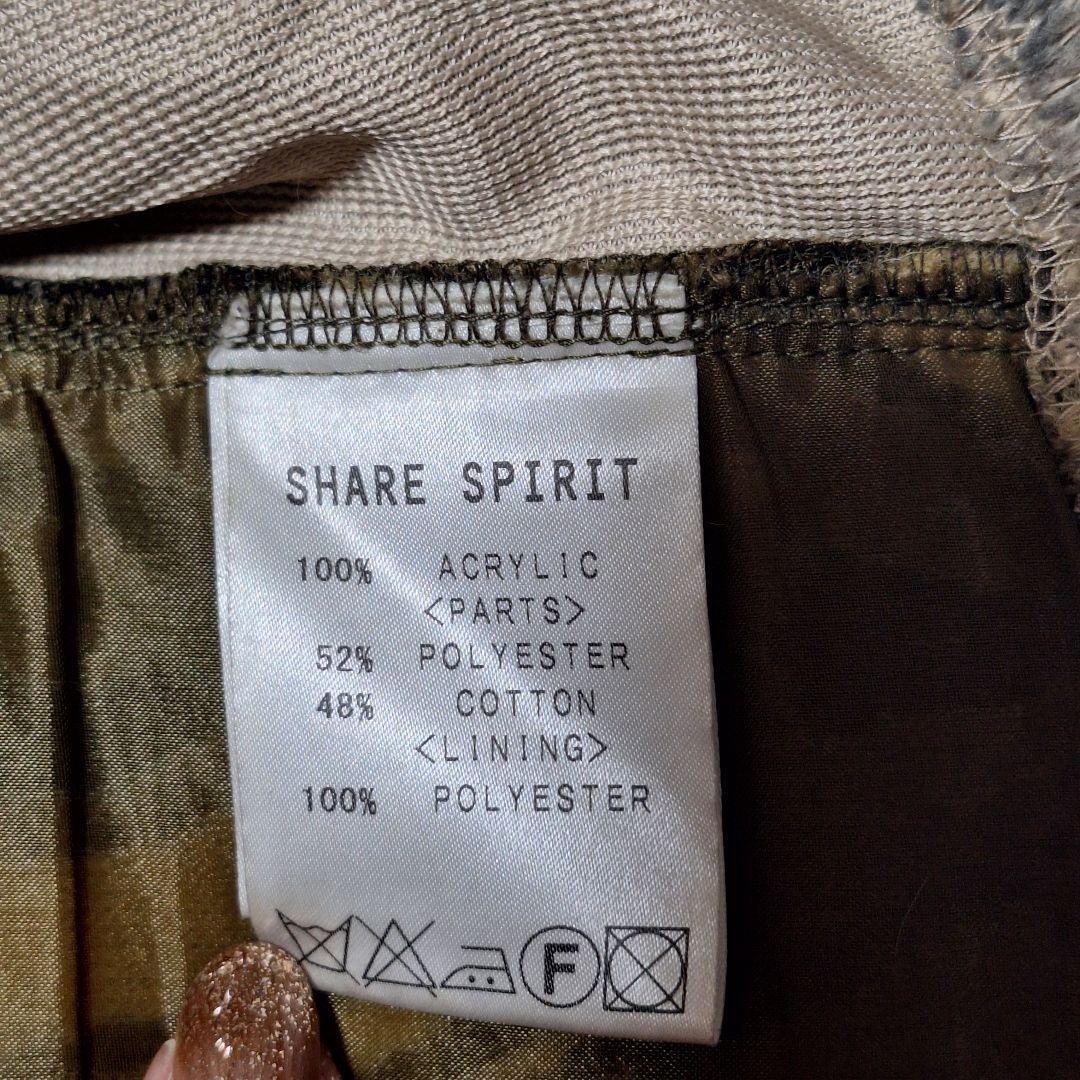 SHARE SPIRIT
100% ACRYLIC
<PARTS>
52% POLYESTER
48% COTTON
<LINING>
100% POLYESTER
F